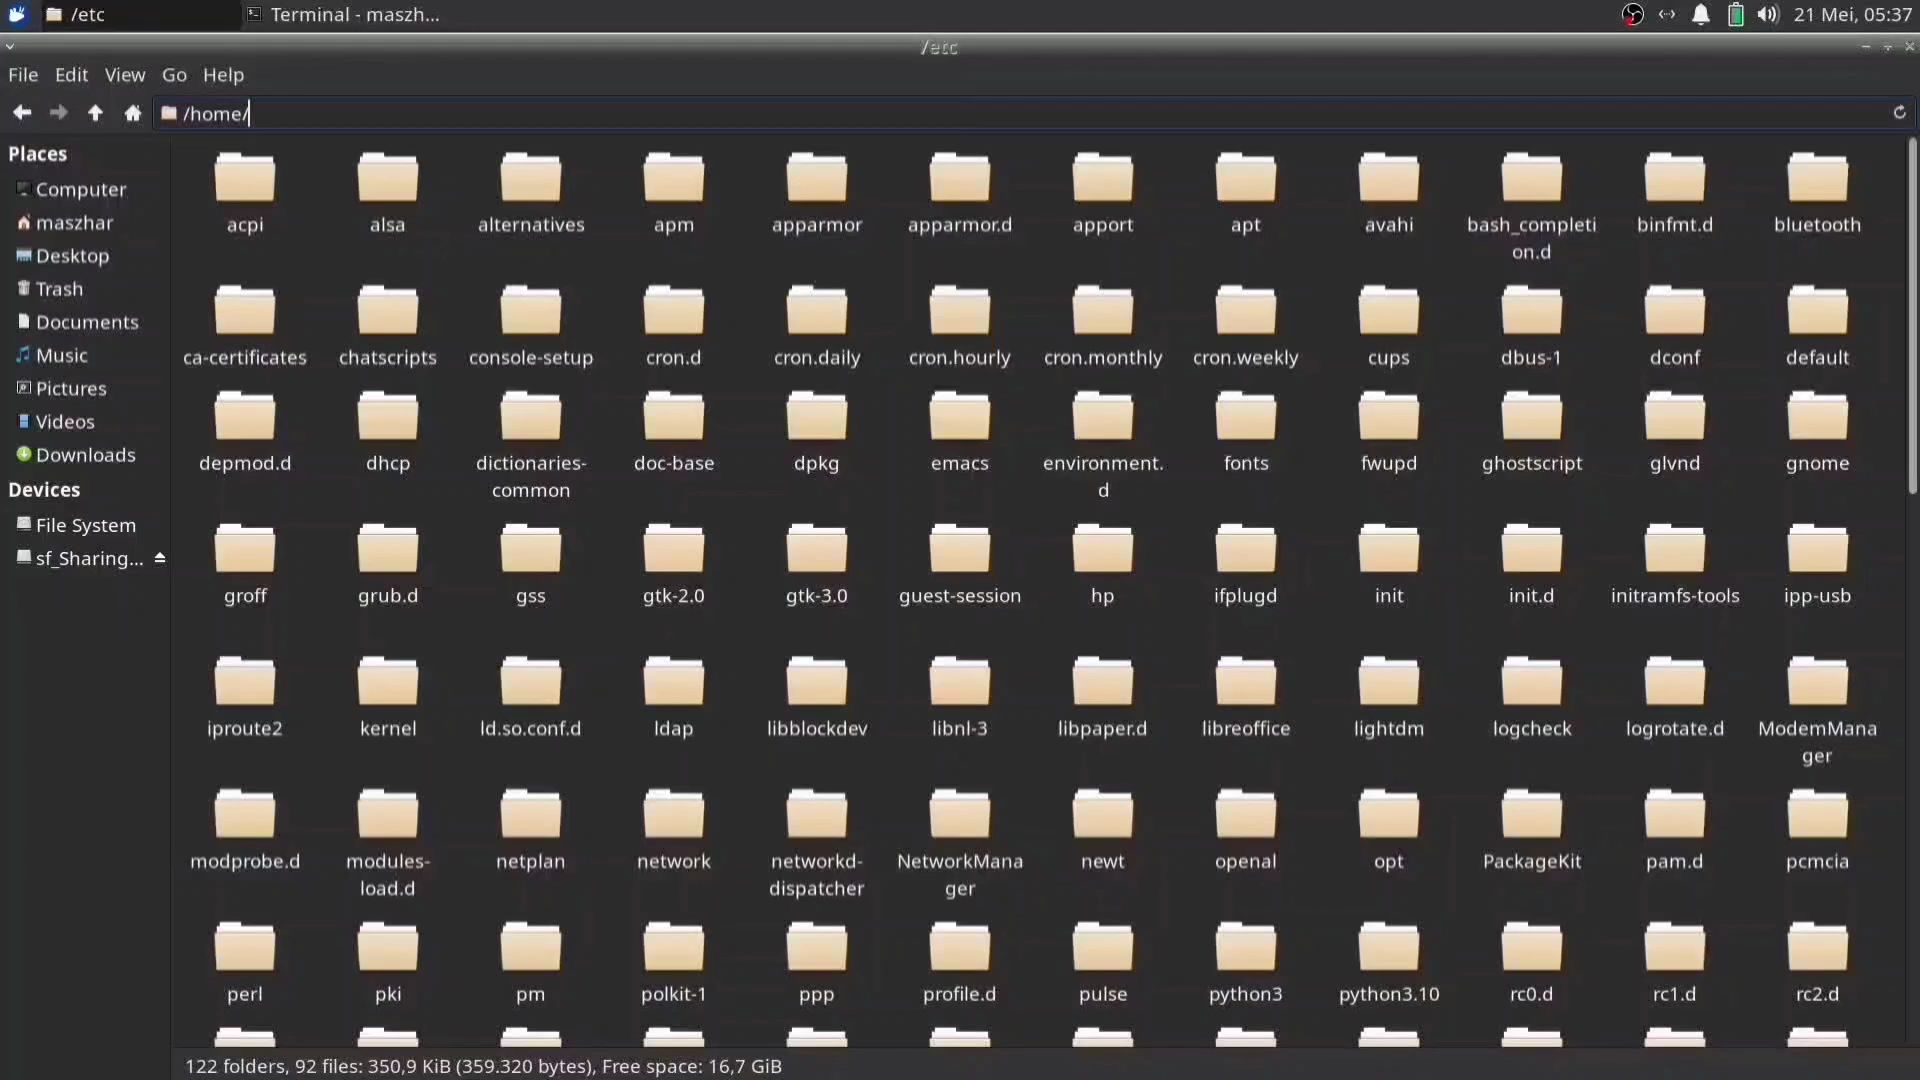 /etc
Terminal - maszh...
21 Mei, 05:37
/etc
File Edit View Go Help
/home/
Places
Computer
maszhar
Desktop
Trash
Documents
Music
Pictures
Videos
Downloads
Devices
File System
sf_Sharing...
acpi alsa alternatives apm apparmor apparmor.d apport apt avahi bash_completi binfmt.d bluetooth
on.d
ca-certificates chatscripts console-setup cron.d cron.daily cron.hourly cron.monthly cron.weekly cups dbus-1 dconf default
depmod.d dhcp dictionaries- doc-base dpkg emacs environment. fonts fwupd ghostscript glvnd gnome
common d
groff grub.d gss gtk-2.0 gtk-3.0 guest-session hp ifplugd init init.d initramfs-tools ipp-usb
iproute2 kernel ld.so.conf.d ldap libblockdev libnl-3 libpaper.d libreoffice lightdm logcheck logrotate.d ModemMana
ger
modprobe.d modules- netplan network networkd- NetworkMana newt openal opt PackageKit pam.d pcmcia
load.d dispatcher ger
perl pki pm polkit-1 ppp profile.d pulse python3 python3.10 rc0.d rc1.d rc2.d
122 folders, 92 files: 350,9 KiB (359.320 bytes), Free space: 16,7 GiB